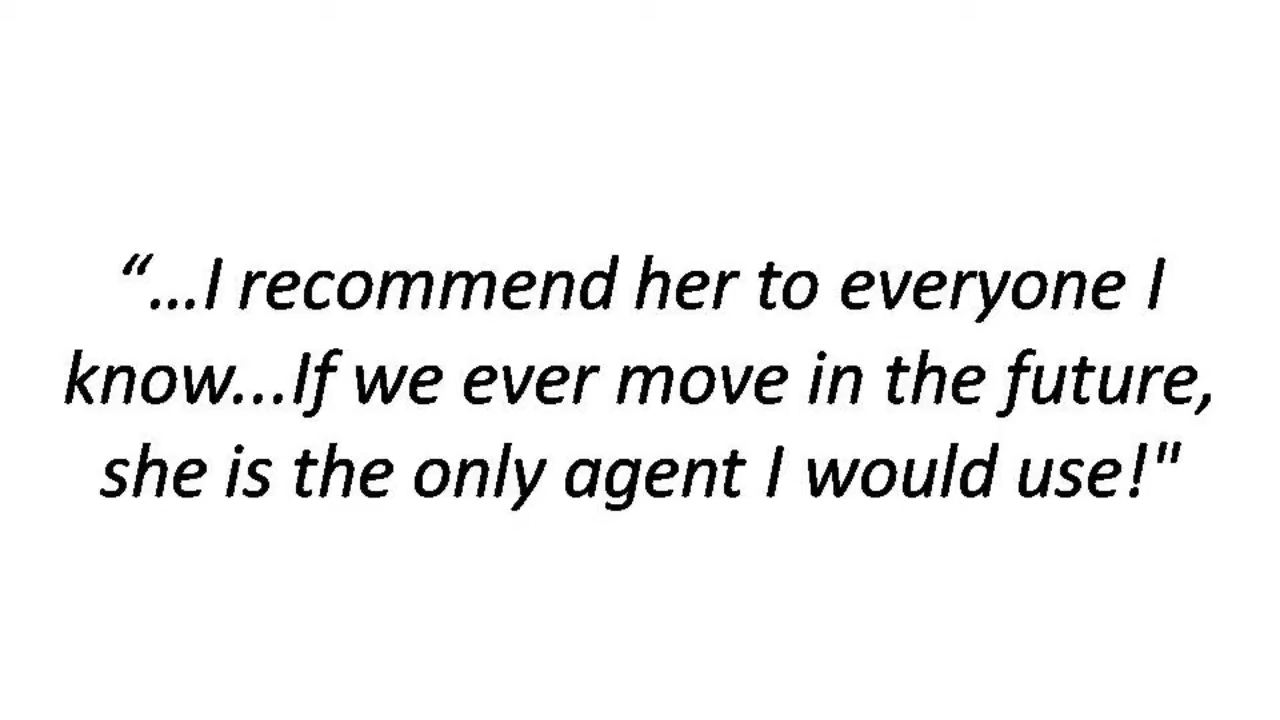 “...I recommend her to everyone I
know...If we ever move in the future,
she is the only agent I would use!"